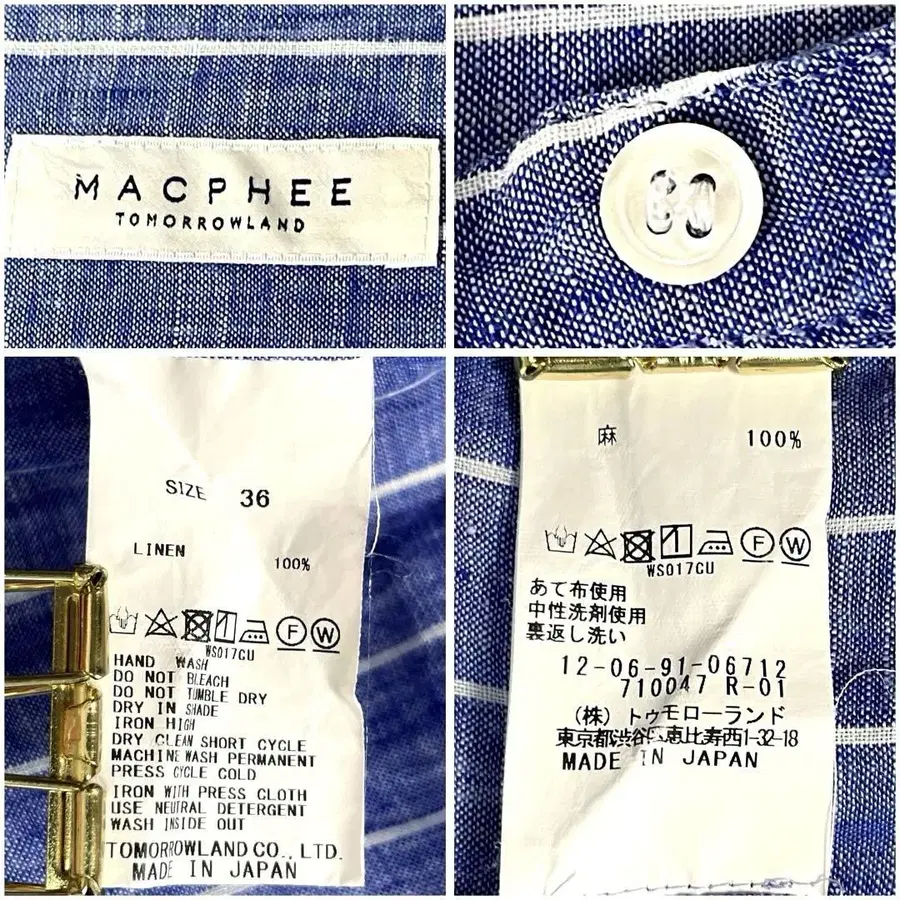 MACPHEE
TOMORROWLAND
SIZE 36
LINEN 100%
F W
WS017CU
HAND WASH
DO NOT BLEACH
DO NOT TUMBLE DRY
DRY IN SHADE
IRON HIGH
DRY CLEAN SHORT CYCLE
MACHINE WASH PERMANENT
PRESS CYCLE COLD
IRON WITH PRESS CLOTH
USE NEUTRAL DETERGENT
WASH INSIDE OUT
TOMORROWLAND CO., LTD.
MADE IN JAPAN
麻 100%
F W
WS017CU
あて布使用
中性洗剤使用
裏返し洗い
12-06-91-06712
710047 R-01
(株) トゥモローランド
東京都渋谷区恵比寿西1-32-18
MADE IN JAPAN